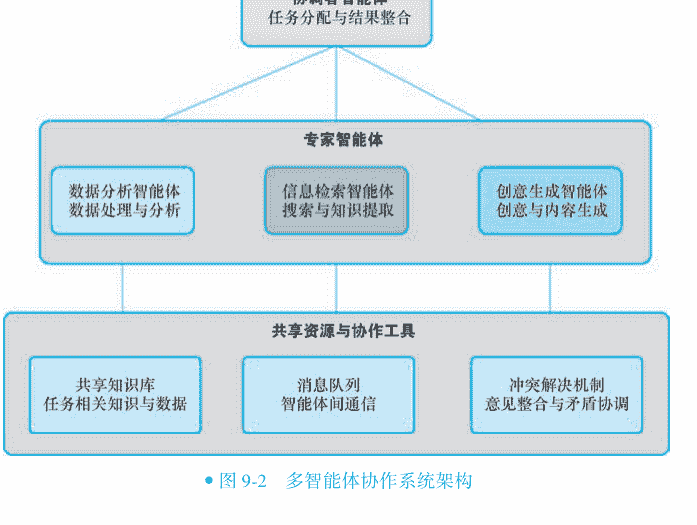 协调者智能体
任务分配与结果整合
专家智能体
数据分析智能体
数据处理与分析
信息检索智能体
搜索与知识提取
创意生成智能体
创意与内容生成
共享资源与协作工具
共享知识库
任务相关知识与数据
消息队列
智能体间通信
冲突解决机制
意见整合与矛盾协调
●图 9-2 多智能体协作系统架构